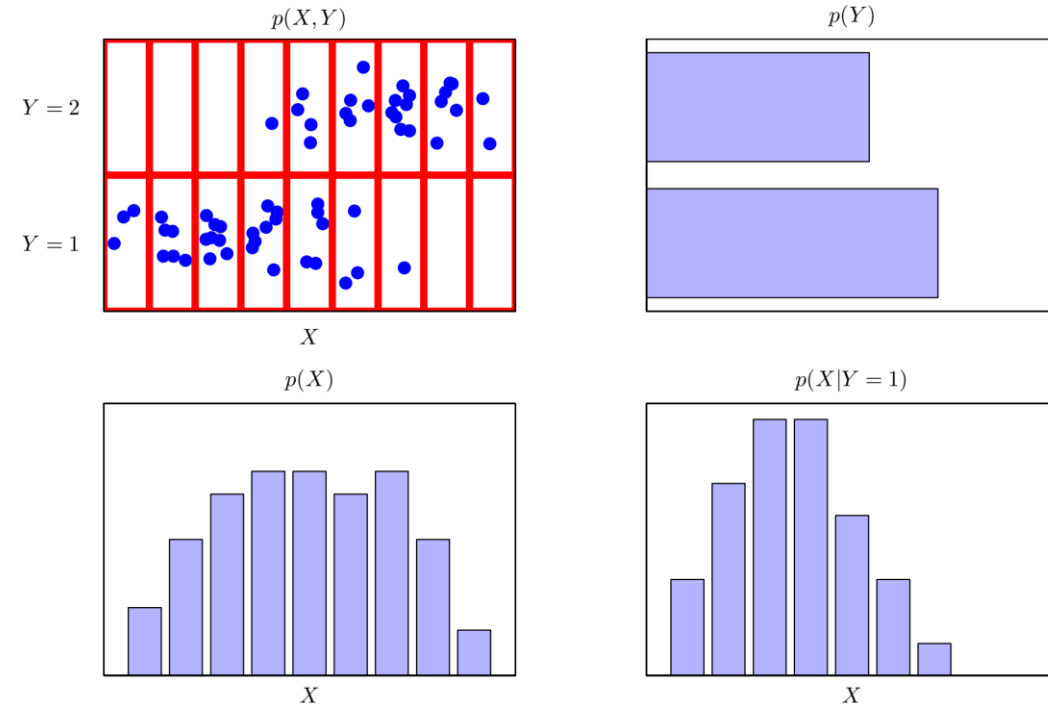 p(X, Y)
p(Y)
Y = 2
Y = 1
X
p(X)
p(X|Y = 1)
X
X